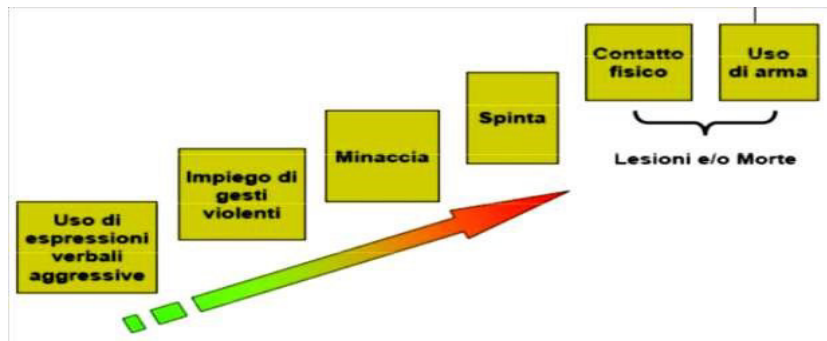 Uso di
espressioni
verbali
aggressive
Impiego di
gesti
violenti
Minaccia
Spinta
Contatto
fisico
Uso
di arma
Lesioni e/o Morte